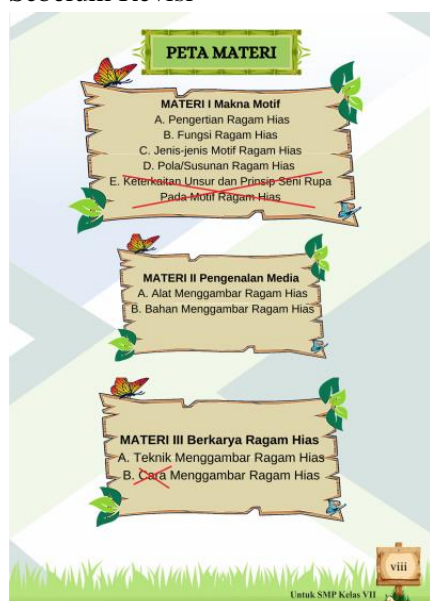 Sebelum Revisi
PETA MATERI
MATERI I Makna Motif
A. Pengertian Ragam Hias
B. Fungsi Ragam Hias
C. Jenis-jenis Motif Ragam Hias
D. Pola/Susunan Ragam Hias
E. Keterkaitan Unsur dan Prinsip Seni Rupa
Pada Motif Ragam Hias
MATERI II Pengenalan Media
A. Alat Menggambar Ragam Hias
B. Bahan Menggambar Ragam Hias
MATERI III Berkarya Ragam Hias
A. Teknik Menggambar Ragam Hias
B. Cara Menggambar Ragam Hias
viii
Untuk SMP Kelas VII